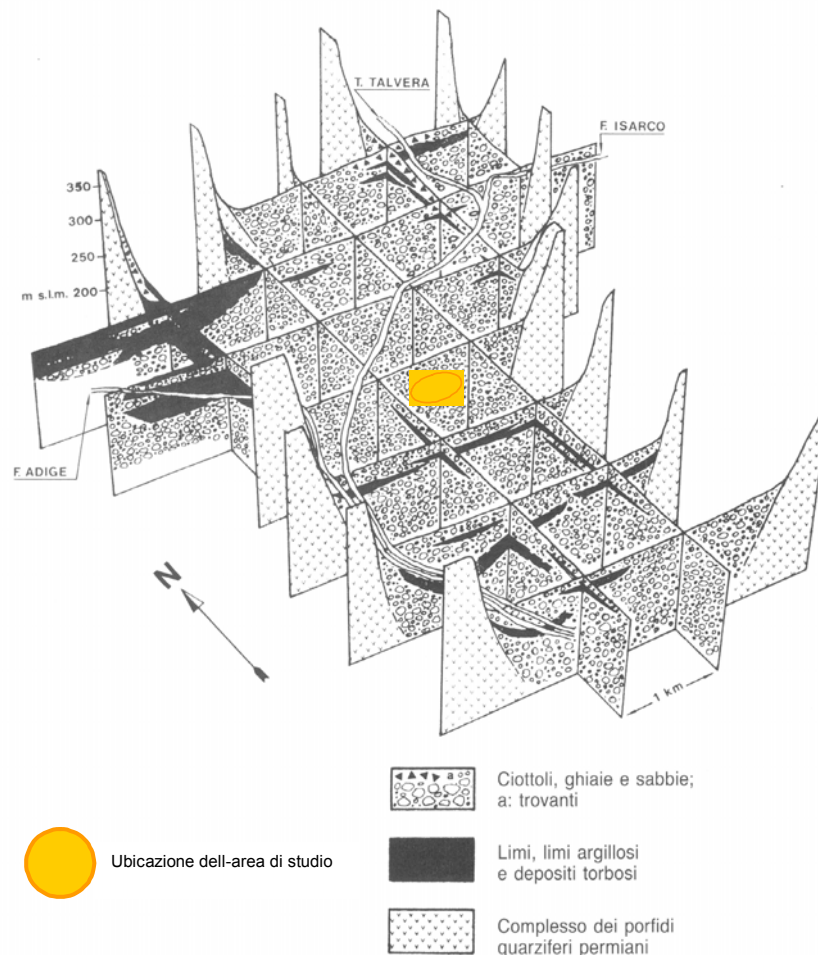 T. TALVERA
F. ISARCO
350
300
250
m s.l.m. 200
F. ADIGE
N
1 km
a
Ciottoli, ghiaie e sabbie;
a: trovanti
Ubicazione dell-area di studio
Limi, limi argillosi
e depositi torbosi
Complesso dei porfidi
quarziferi permiani